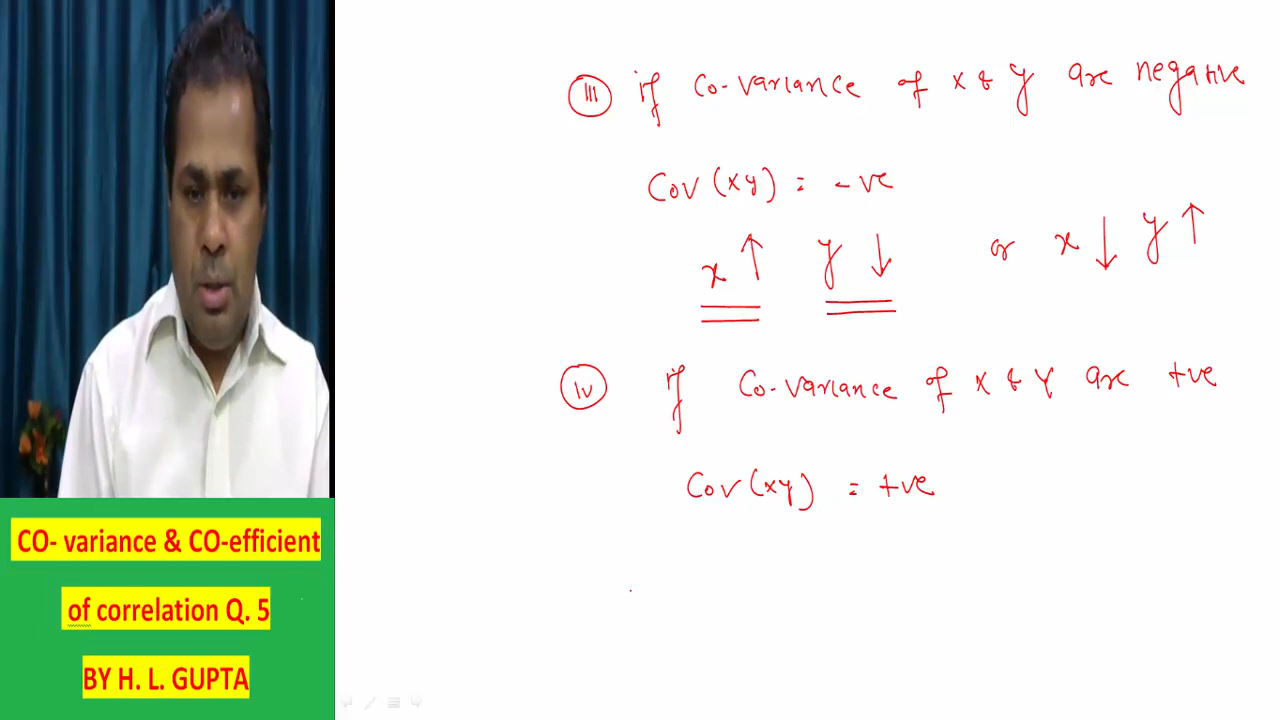 (iii) if Co-variance of x & y are negative
Cov(xy) = -ve
x ↑ y ↓ or x ↓ y ↑
(iv) if Co-variance of X & Y are +ve
Cov(xy) = +ve
CO- variance & CO-efficient
of correlation Q. 5
BY H. L. GUPTA